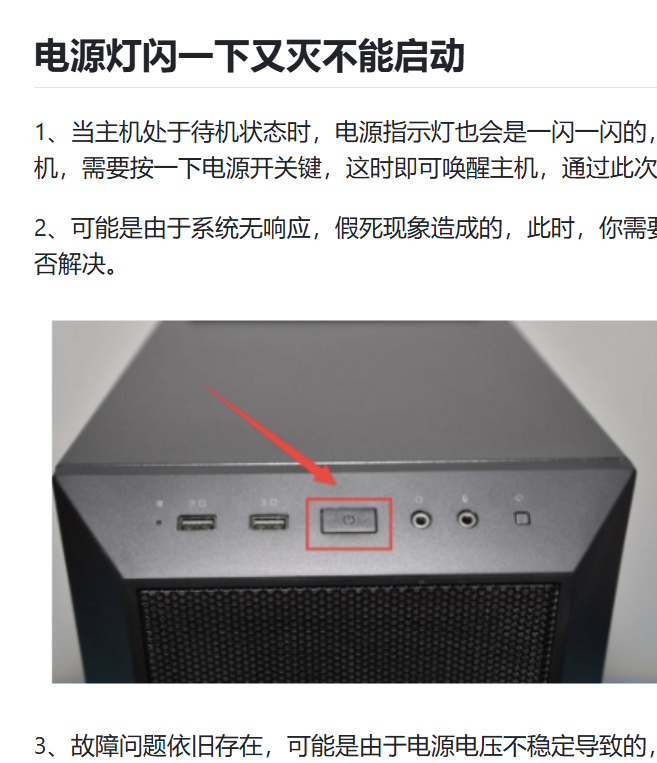 电源灯闪一下又灭不能启动
1、当主机处于待机状态时，电源指示灯也会是一闪一闪的，
机，需要按一下电源开关键，这时即可唤醒主机，通过此次
2、可能是由于系统无响应，假死现象造成的，此时，你需要
否解决。
3、故障问题依旧存在，可能是由于电源电压不稳定导致的，